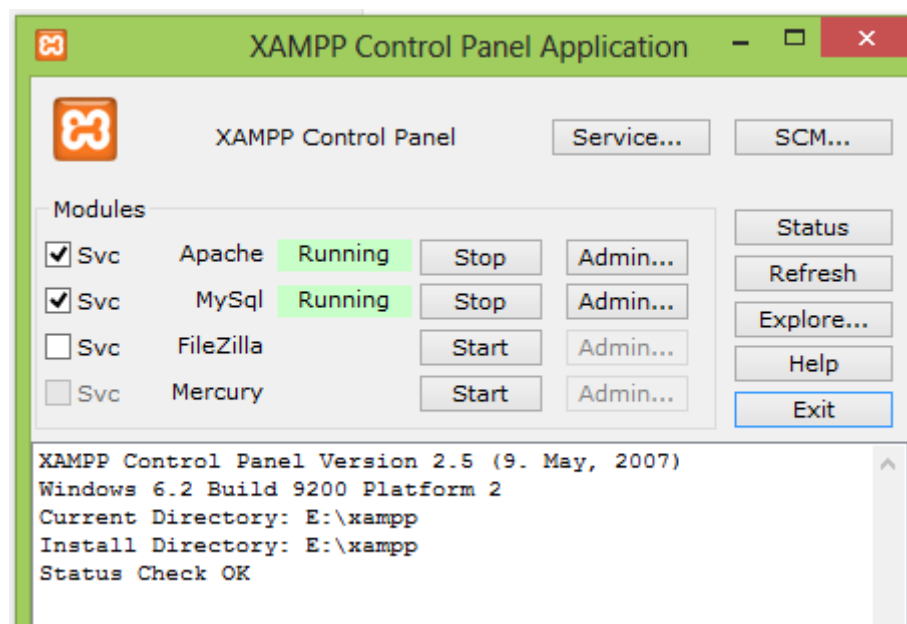 XAMPP Control Panel Application
XAMPP Control Panel Service... SCM...
Modules
Status
Svc Apache Running Stop Admin...
Refresh
Svc MySql Running Stop Admin...
Explore...
Svc FileZilla Start Admin...
Help
Svc Mercury Start Admin...
Exit
XAMPP Control Panel Version 2.5 (9. May, 2007)
Windows 6.2 Build 9200 Platform 2
Current Directory: E:\xampp
Install Directory: E:\xampp
Status Check OK